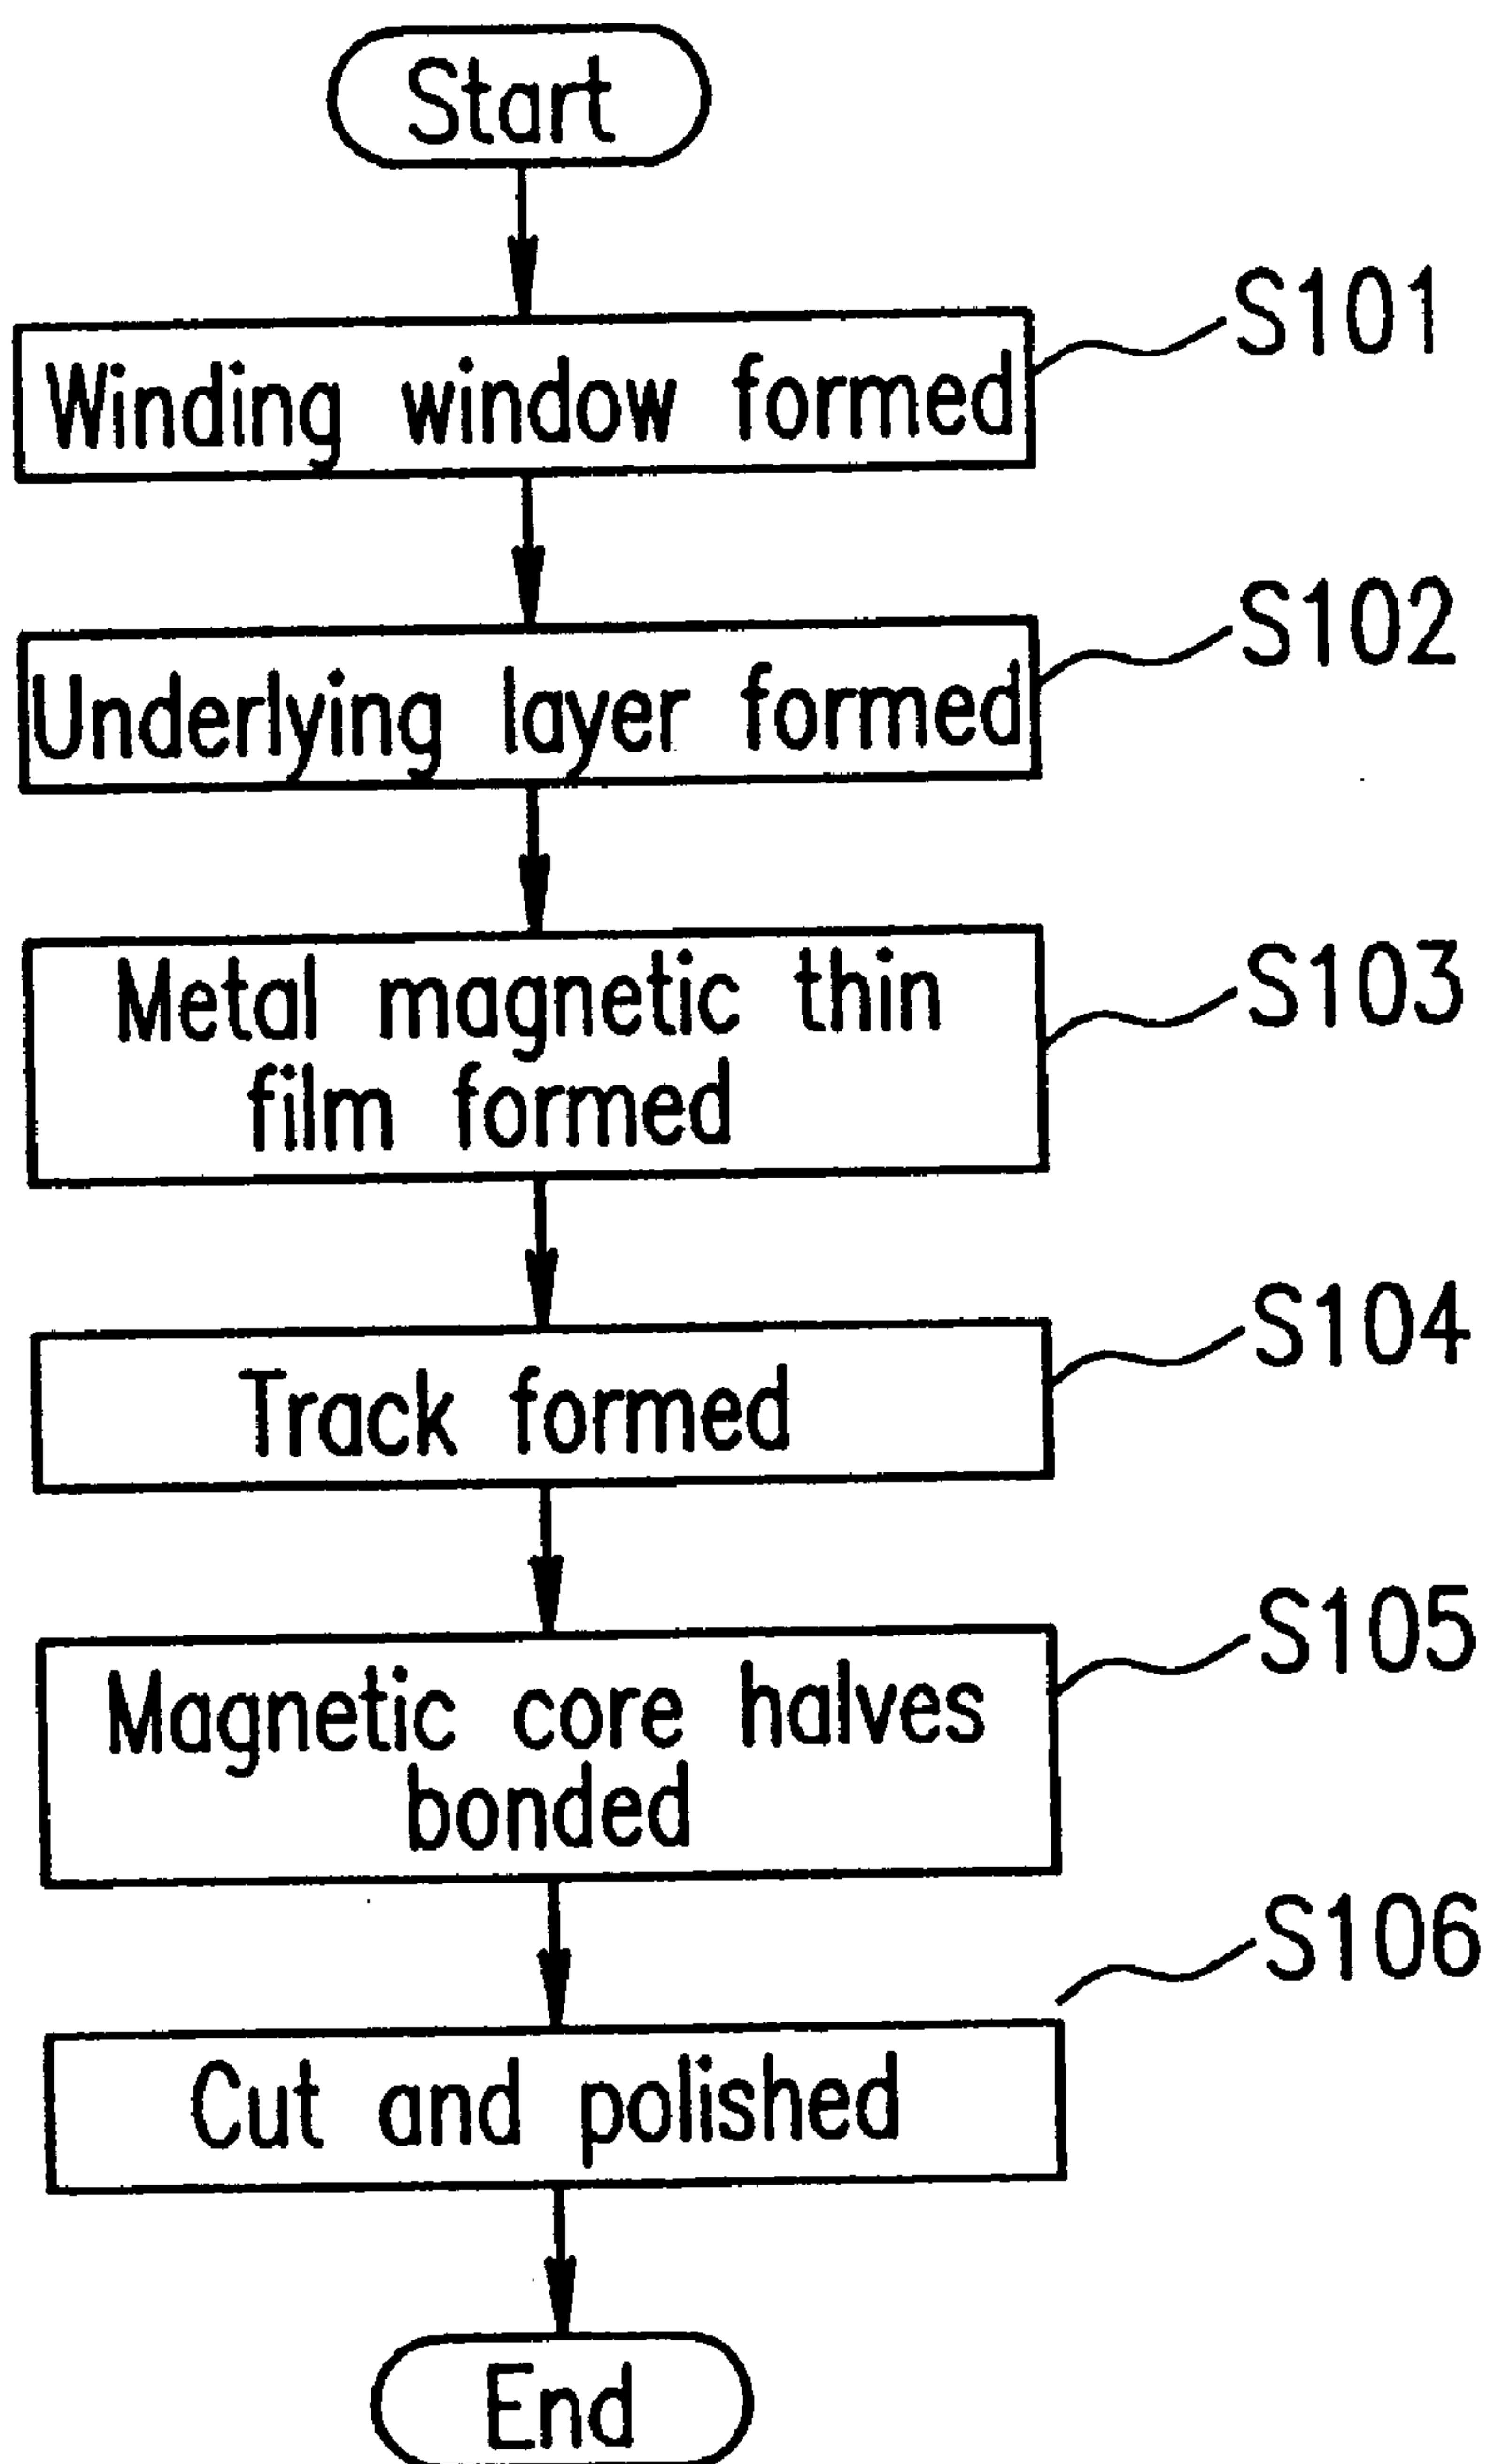 Start
S101
Winding window formed
S102
Underlying layer formed
S103
Metal magnetic thin
film formed
S104
Track formed
S105
Magnetic core halves
bonded
S106
Cut and polished
End